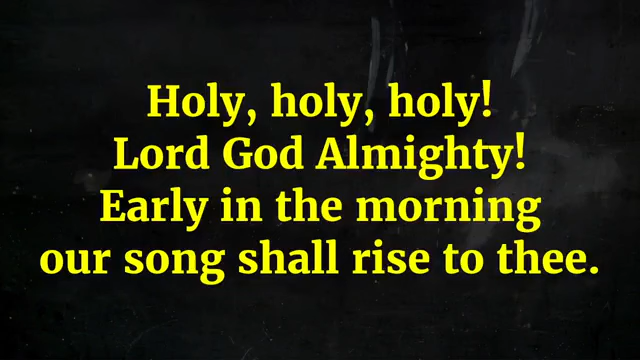 Holy, holy, holy!
Lord God Almighty!
Early in the morning
our song shall rise to thee.